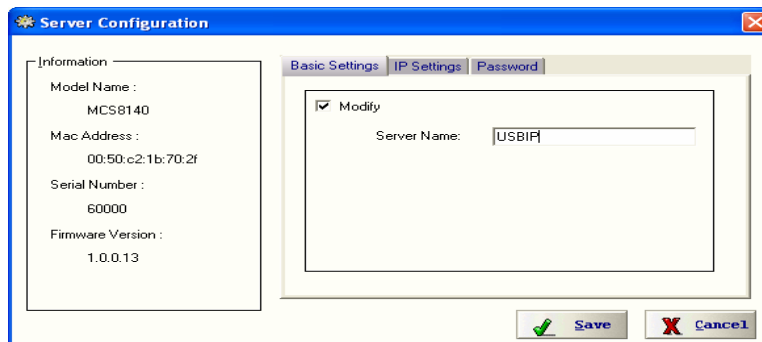 Server Configuration
Information
Model Name :
MCS8140
Mac Address :
00:50:c2:1b:70:2f
Serial Number :
60000
Firmware Version :
1.0.0.13
Basic Settings IP Settings Password
Modify
Server Name: USBIP
Save Cancel